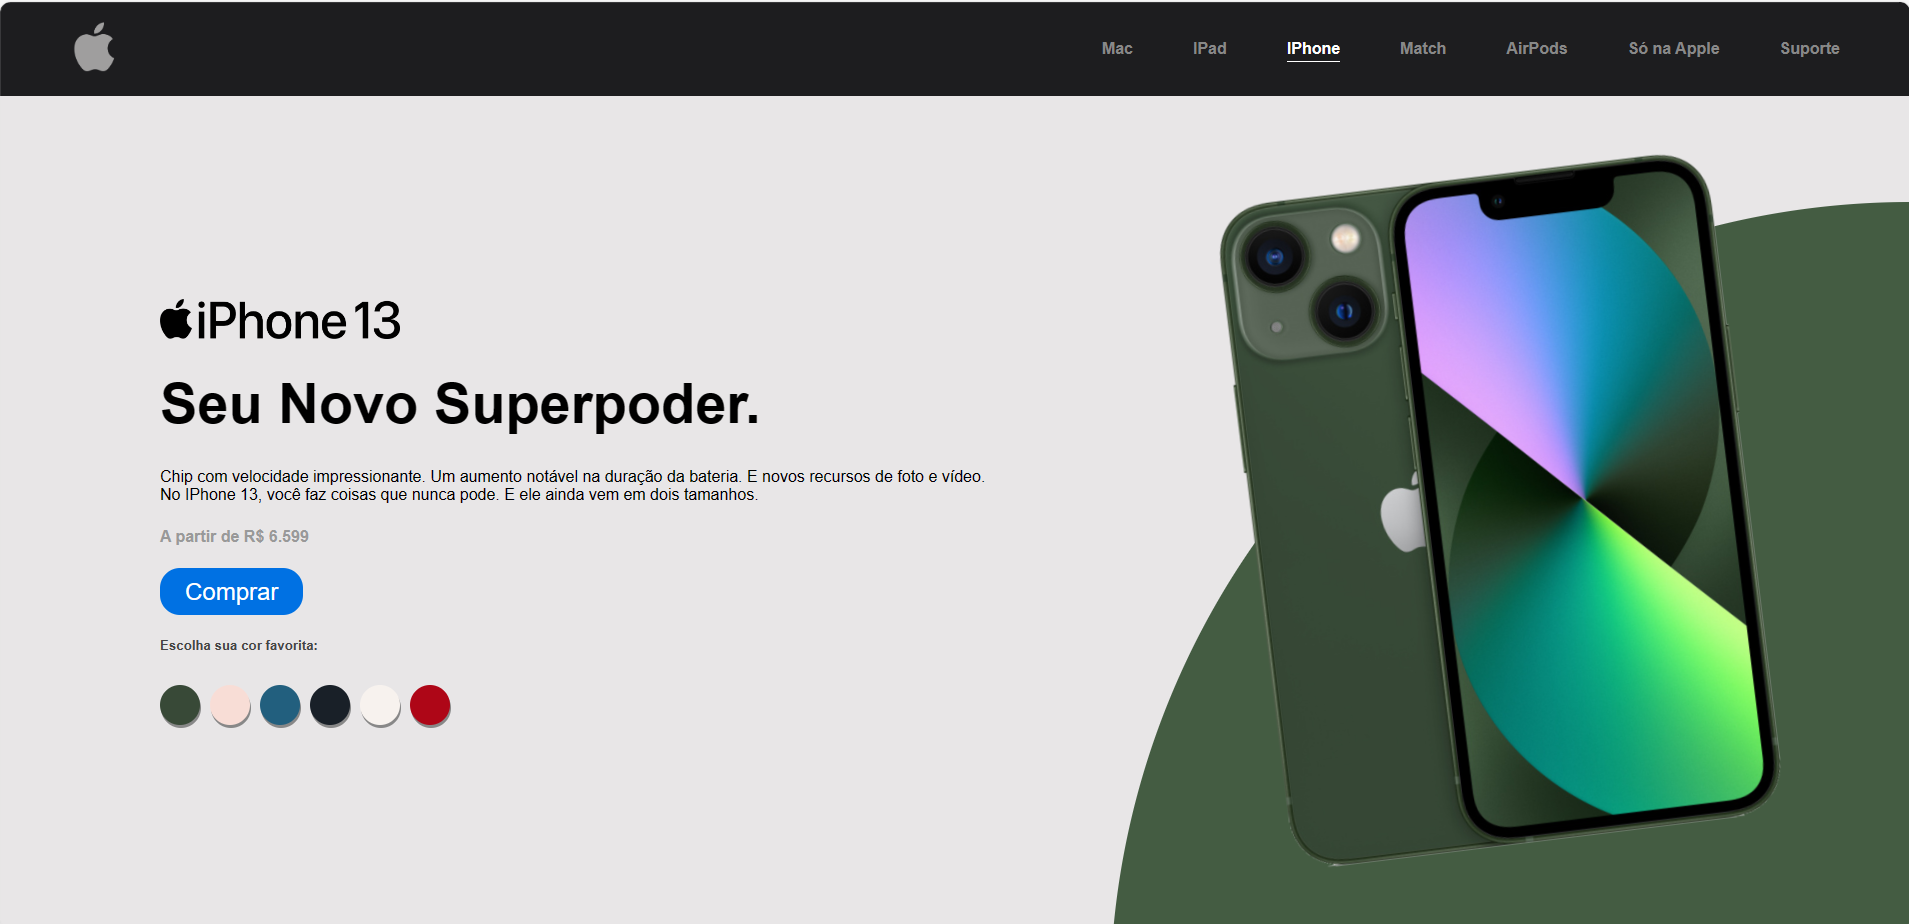 Mac IPad IPhone Match AirPods Só na Apple Suporte
iPhone 13
Seu Novo Superpoder.
Chip com velocidade impressionante. Um aumento notável na duração da bateria. E novos recursos de foto e vídeo.
No IPhone 13, você faz coisas que nunca pode. E ele ainda vem em dois tamanhos.
A partir de R$ 6.599
Comprar
Escolha sua cor favorita: